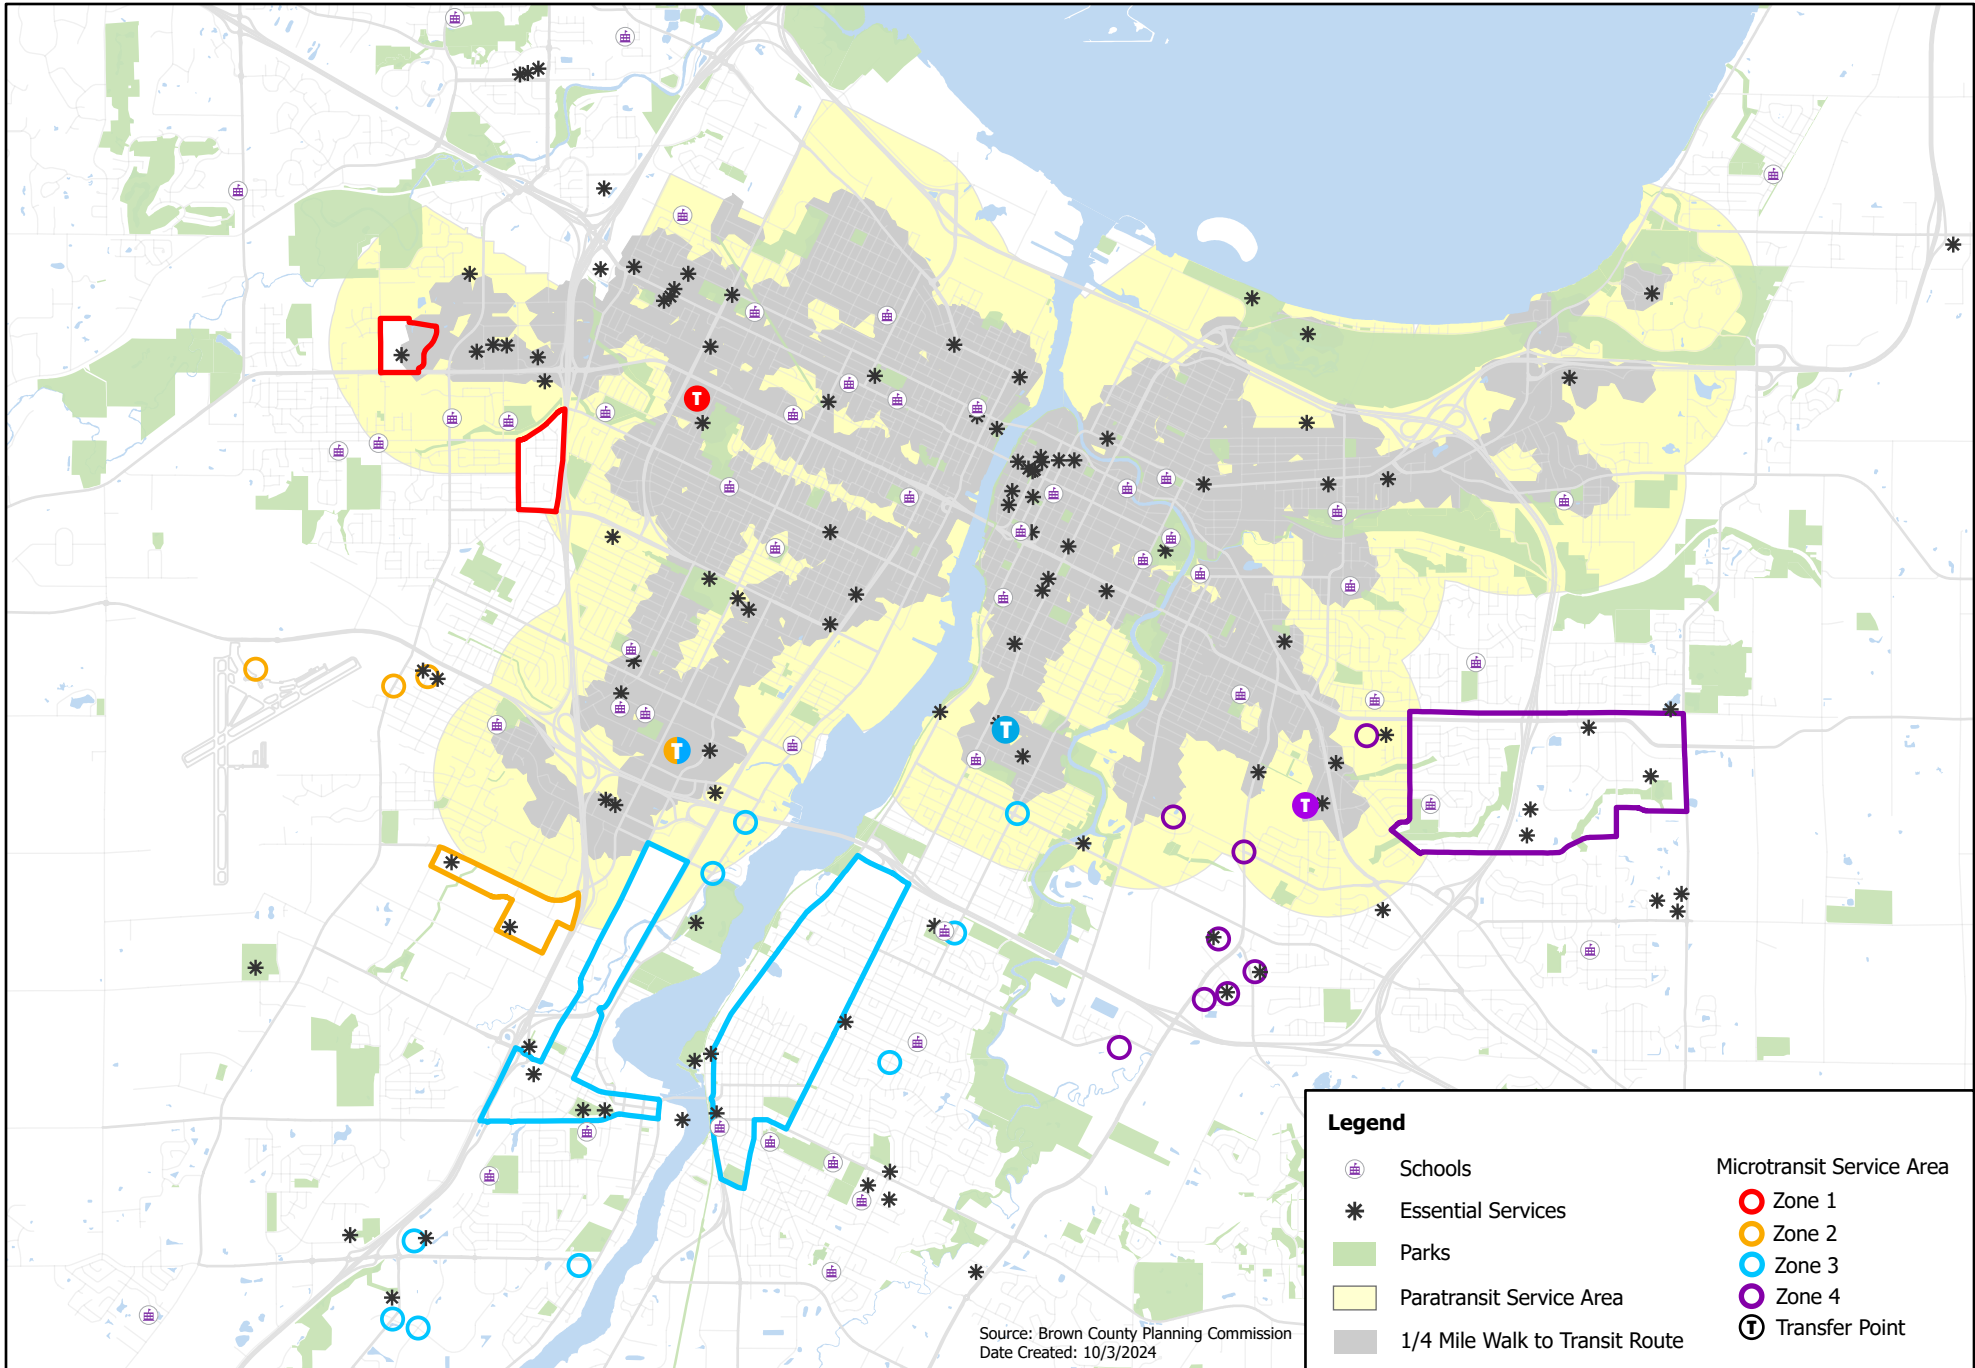 T
T
T
T
Source: Brown County Planning Commission
Date Created: 10/3/2024
Legend
Schools
Essential Services
Parks
Paratransit Service Area
1/4 Mile Walk to Transit Route
Microtransit Service Area
Zone 1
Zone 2
Zone 3
Zone 4
T Transfer Point